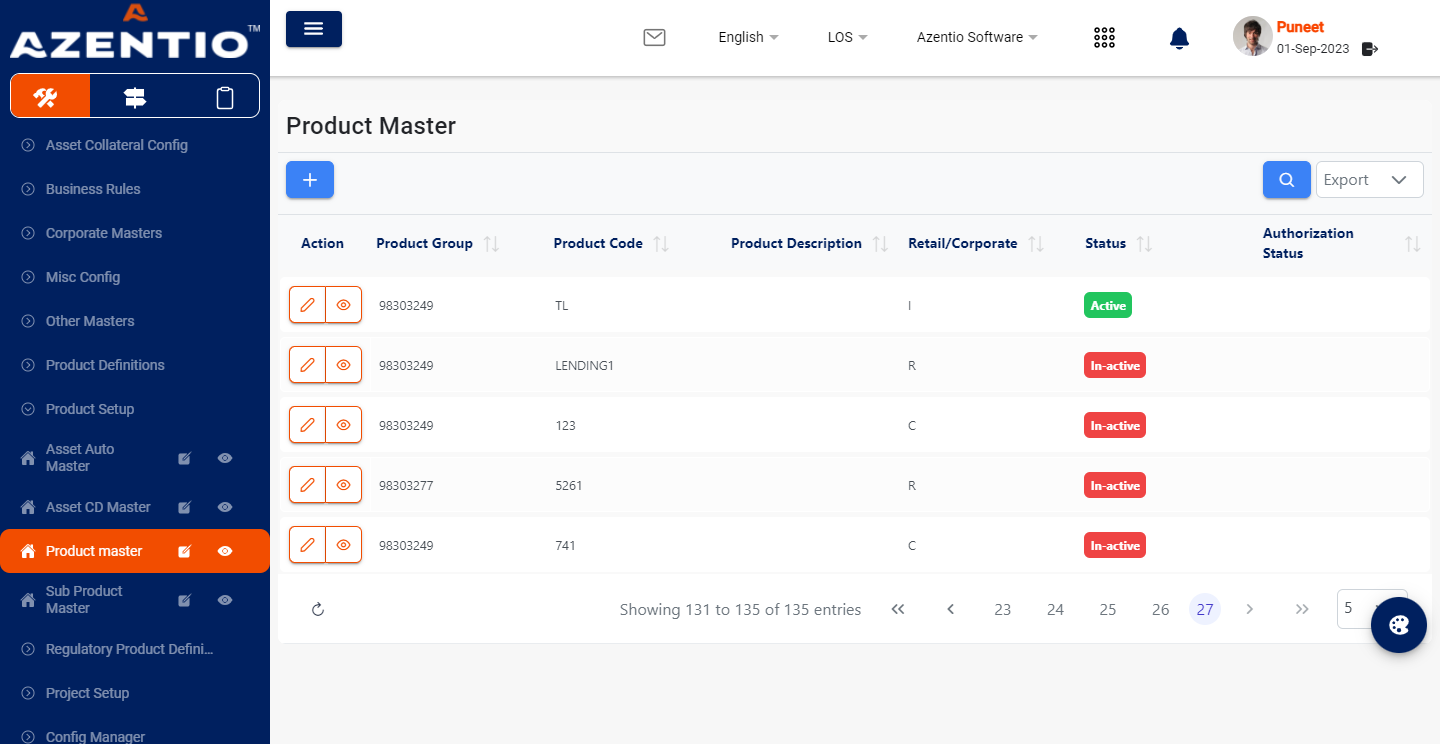 AZENTIO™
English
LOS
Azentio Software
Puneet
01-Sep-2023
Asset Collateral Config
Business Rules
Corporate Masters
Misc Config
Other Masters
Product Definitions
Product Setup
Asset Auto
Master
Asset CD Master
Product master
Sub Product
Master
Regulatory Product Defini...
Project Setup
Config Manager
Product Master
Export
Action Product Group Product Code Product Description Retail/Corporate Status Authorization
Status
98303249 TL I Active
98303249 LENDING1 R In-active
98303249 123 C In-active
98303277 5261 R In-active
98303249 741 C In-active
Showing 131 to 135 of 135 entries 23 24 25 26 27 5